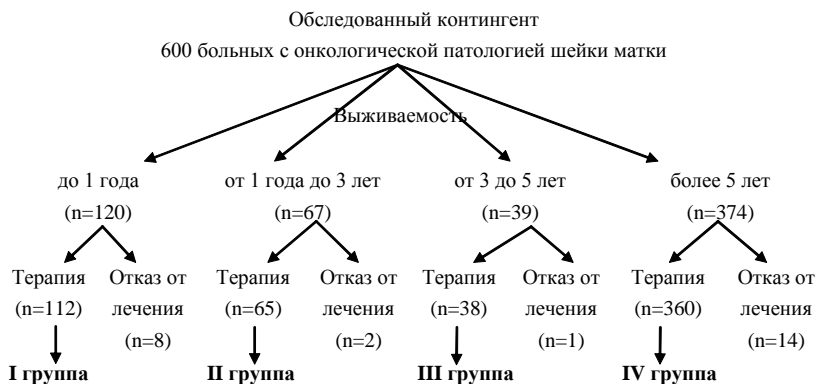 Обследованный контингент
600 больных с онкологической патологией шейки матки
Выживаемость
до 1 года от 1 года до 3 лет от 3 до 5 лет более 5 лет
(n=120) (n=67) (n=39) (n=374)
Терапия Отказ от Терапия Отказ от Терапия Отказ от Терапия Отказ от
(n=112) лечения (n=65) лечения (n=38) лечения (n=360) лечения
(n=8) (n=2) (n=1) (n=14)
I группа II группа III группа IV группа